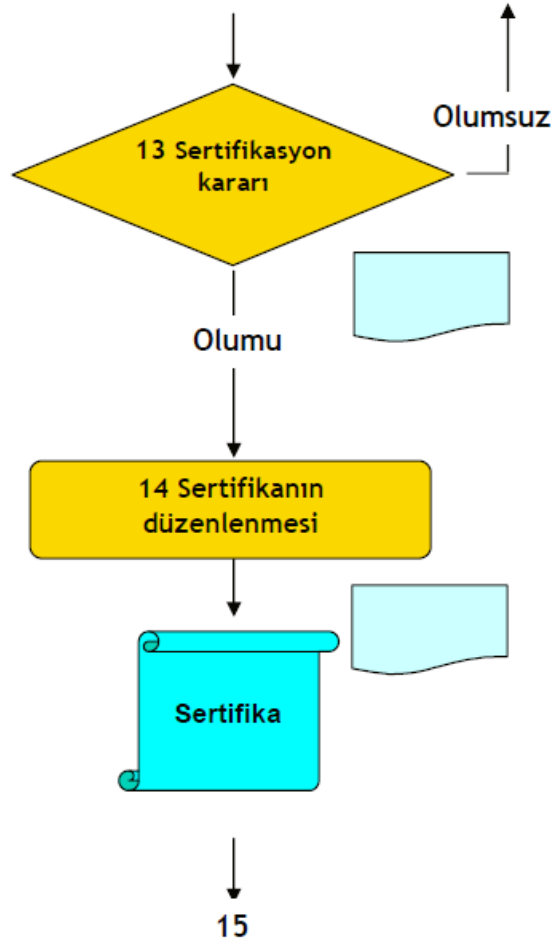 Olumsuz
13 Sertifikasyon
kararı
Olumu
14 Sertifikanın
düzenlenmesi
Sertifika
15